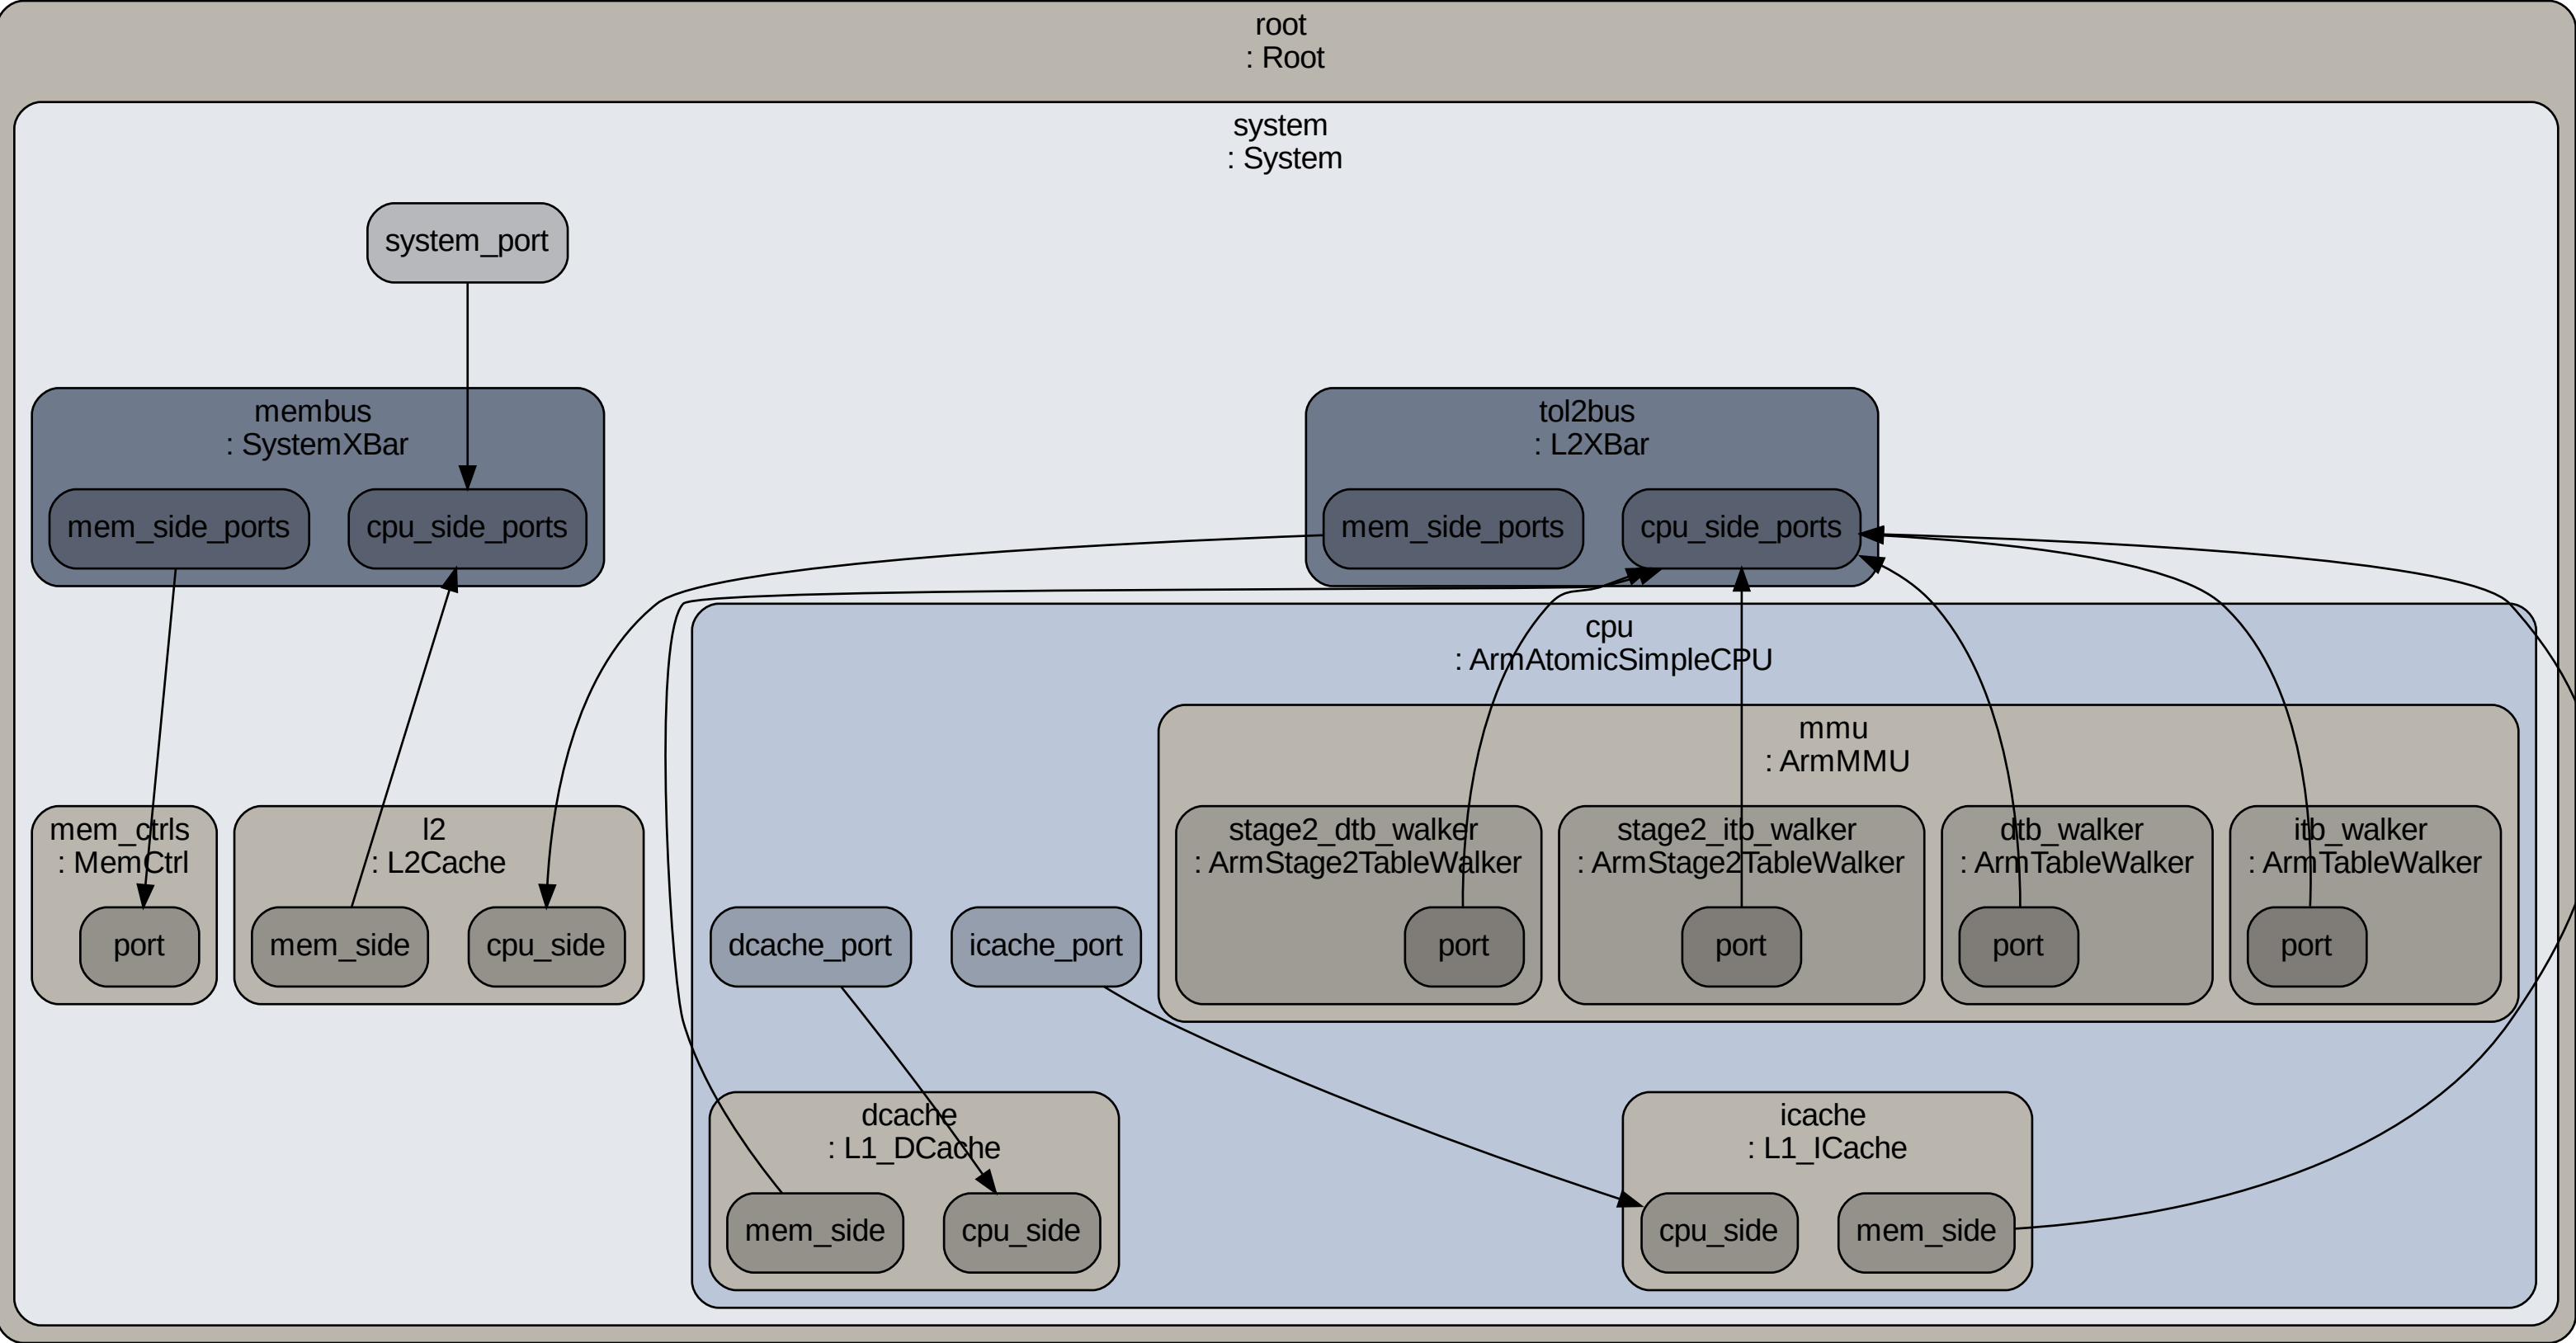 root
: Root
system
: System
system_port
membus
: SystemXBar
mem_side_ports
cpu_side_ports
tol2bus
: L2XBar
mem_side_ports
cpu_side_ports
cpu
: ArmAtomicSimpleCPU
mmu
: ArmMMU
mem_ctrls
: MemCtrl
port
l2
: L2Cache
mem_side
cpu_side
dcache_port
icache_port
stage2_dtb_walker
: ArmStage2TableWalker
port
stage2_itb_walker
: ArmStage2TableWalker
port
dtb_walker
: ArmTableWalker
port
itb_walker
: ArmTableWalker
port
dcache
: L1_DCache
mem_side
cpu_side
icache
: L1_ICache
cpu_side
mem_side